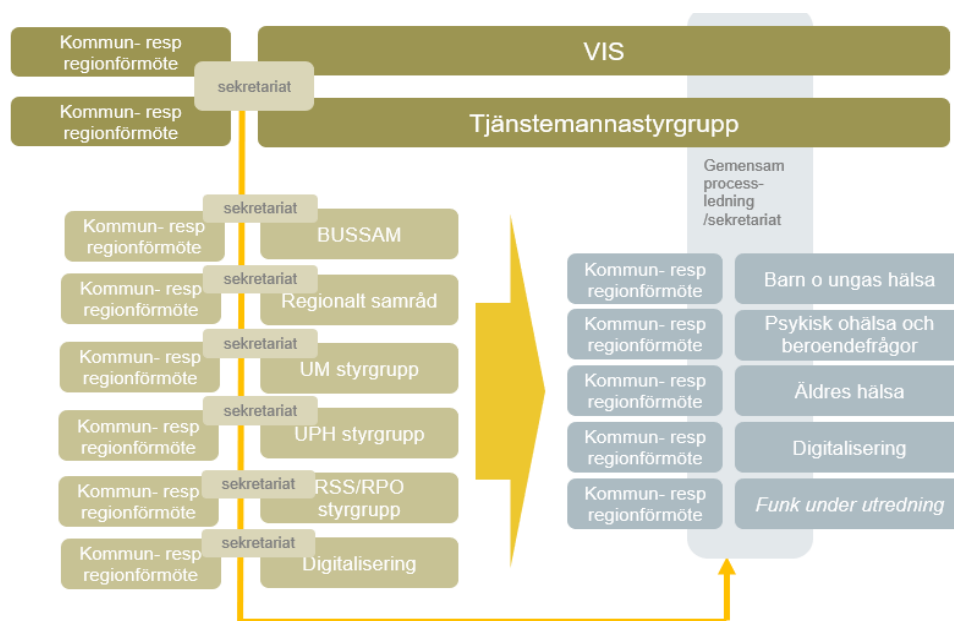 Kommun- resp
regionförmöte
VIS
sekretariat
Kommun- resp
regionförmöte
Tjänstemannastyrgrupp
Gemensam
process-
ledning
/sekretariat
sekretariat
Kommun- resp
regionförmöte
BUSSAM
sekretariat
Kommun- resp
regionförmöte
Regionalt samråd
sekretariat
Kommun- resp
regionförmöte
UM styrgrupp
sekretariat
Kommun- resp
regionförmöte
UPH styrgrupp
sekretariat
Kommun- resp
regionförmöte
RSS/RPO
styrgrupp
sekretariat
Kommun- resp
regionförmöte
Digitalisering
Kommun- resp
regionförmöte
Barn o ungas hälsa
Kommun- resp
regionförmöte
Psykisk ohälsa och
beroendefrågor
Kommun- resp
regionförmöte
Äldres hälsa
Kommun- resp
regionförmöte
Digitalisering
Kommun- resp
regionförmöte
Funk under utredning